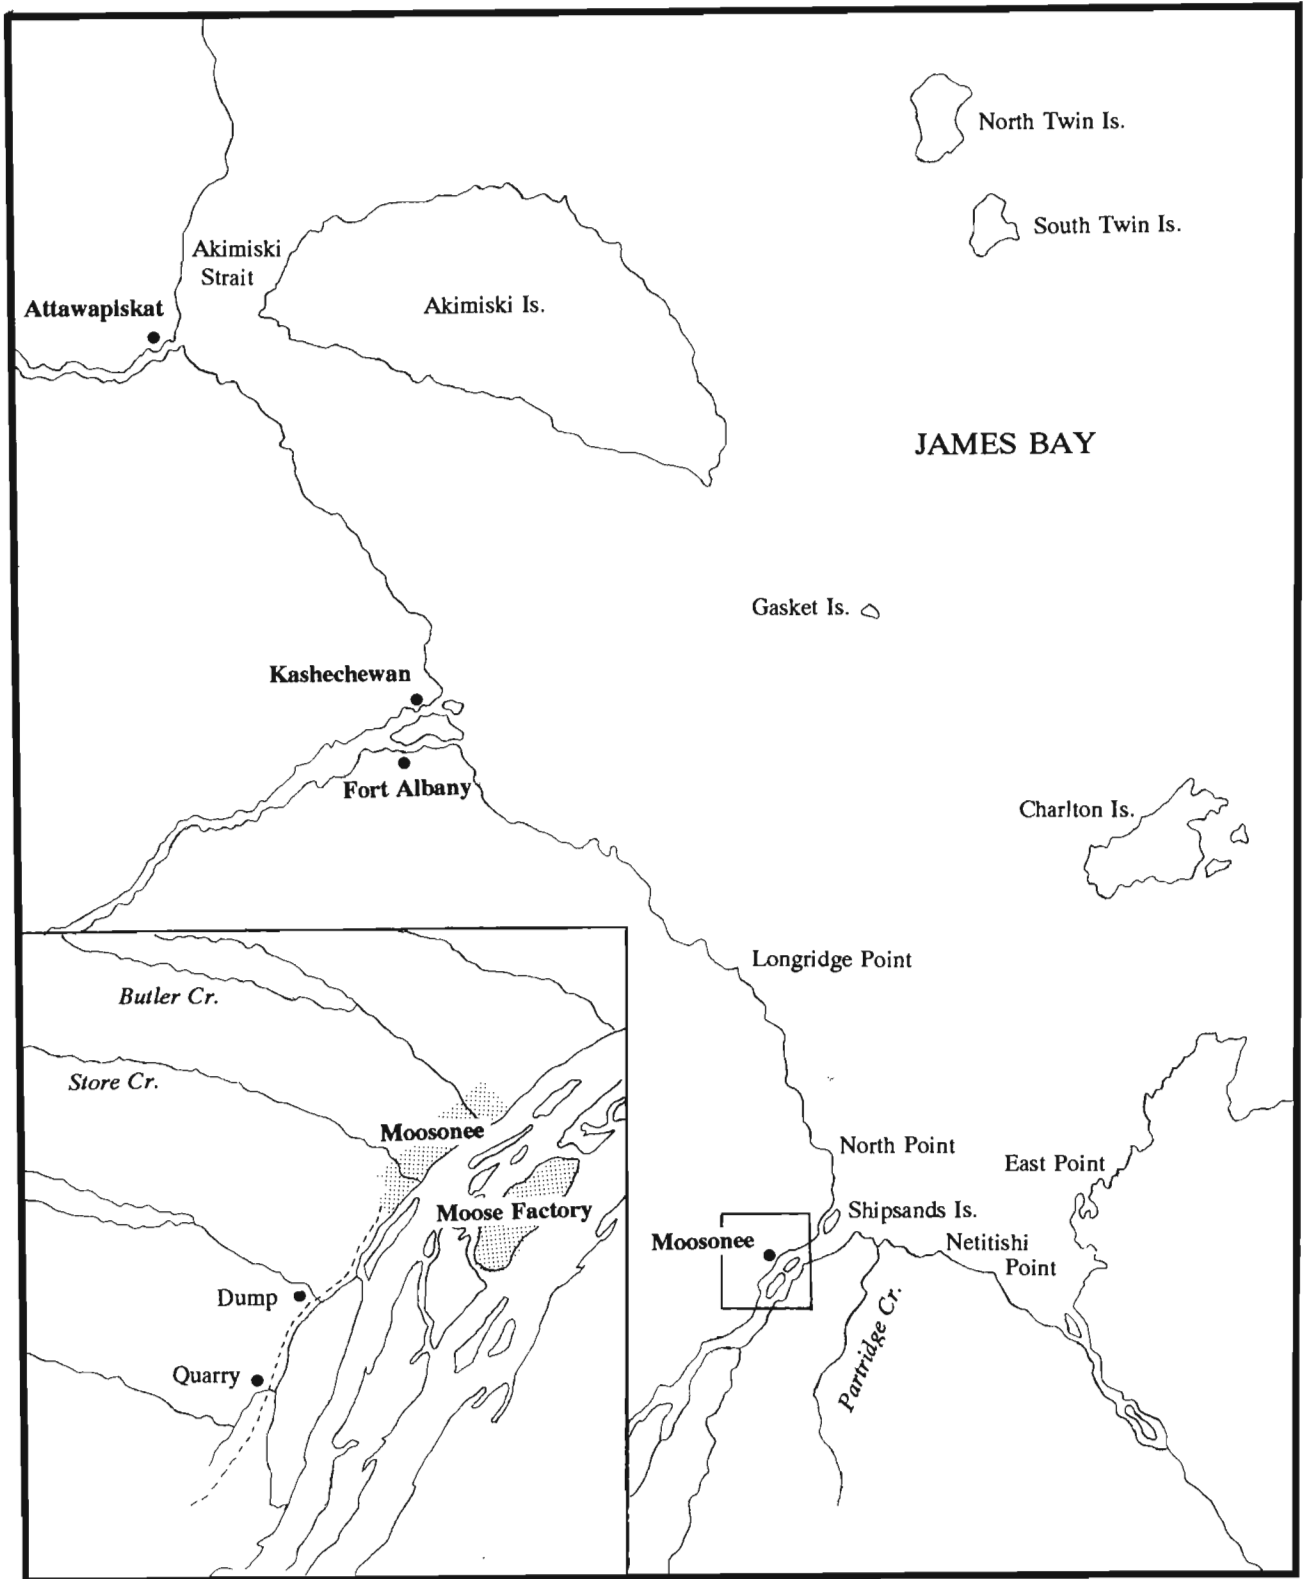 North Twin Is.
South Twin Is.
Akimiski
Strait
Akimiski Is.
Attawapiskat
JAMES BAY
Gasket Is.
Kashechewan
Fort Albany
Charlton Is.
Longridge Point
Butler Cr.
Store Cr.
Moosonee
North Point
East Point
Moose Factory
Shipsands Is.
Moosonee
Netitishi
Point
Dump
Partridge Cr.
Quarry